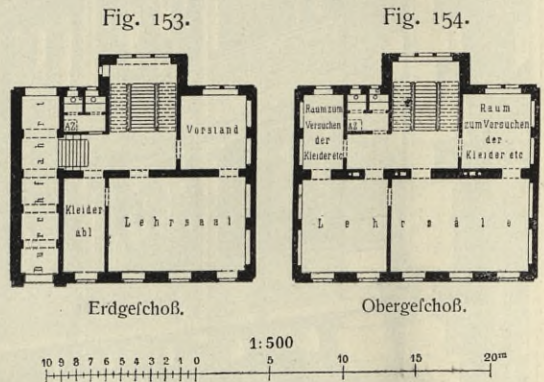 Fig. 153.
Fig. 154.
Durchfahrt
AZ
Vorstand
Kleider
abl
Lehrsaal
Raum zum
Versuchen
der
Kleider etc
AZ
Raum
zum Versuchen
der
Kleider etc
Lehrsäle
Erdgeſchoß.
Obergeſchoß.
1:500
10 9 8 7 6 5 4 3 2 1 0 5 10 15 20m